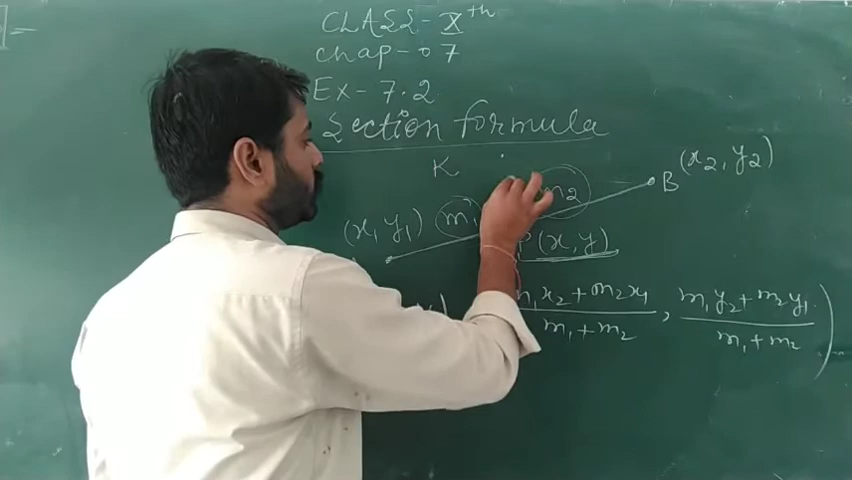 CLASS-Xth
Chap-07
Ex-7.2
Section formula
K
m2 B (x2, y2)
(x1 y1) m1
P(x, y)
m1x2+m2x1 / m1+m2 , m1y2+m2y1 / m1+m2 )